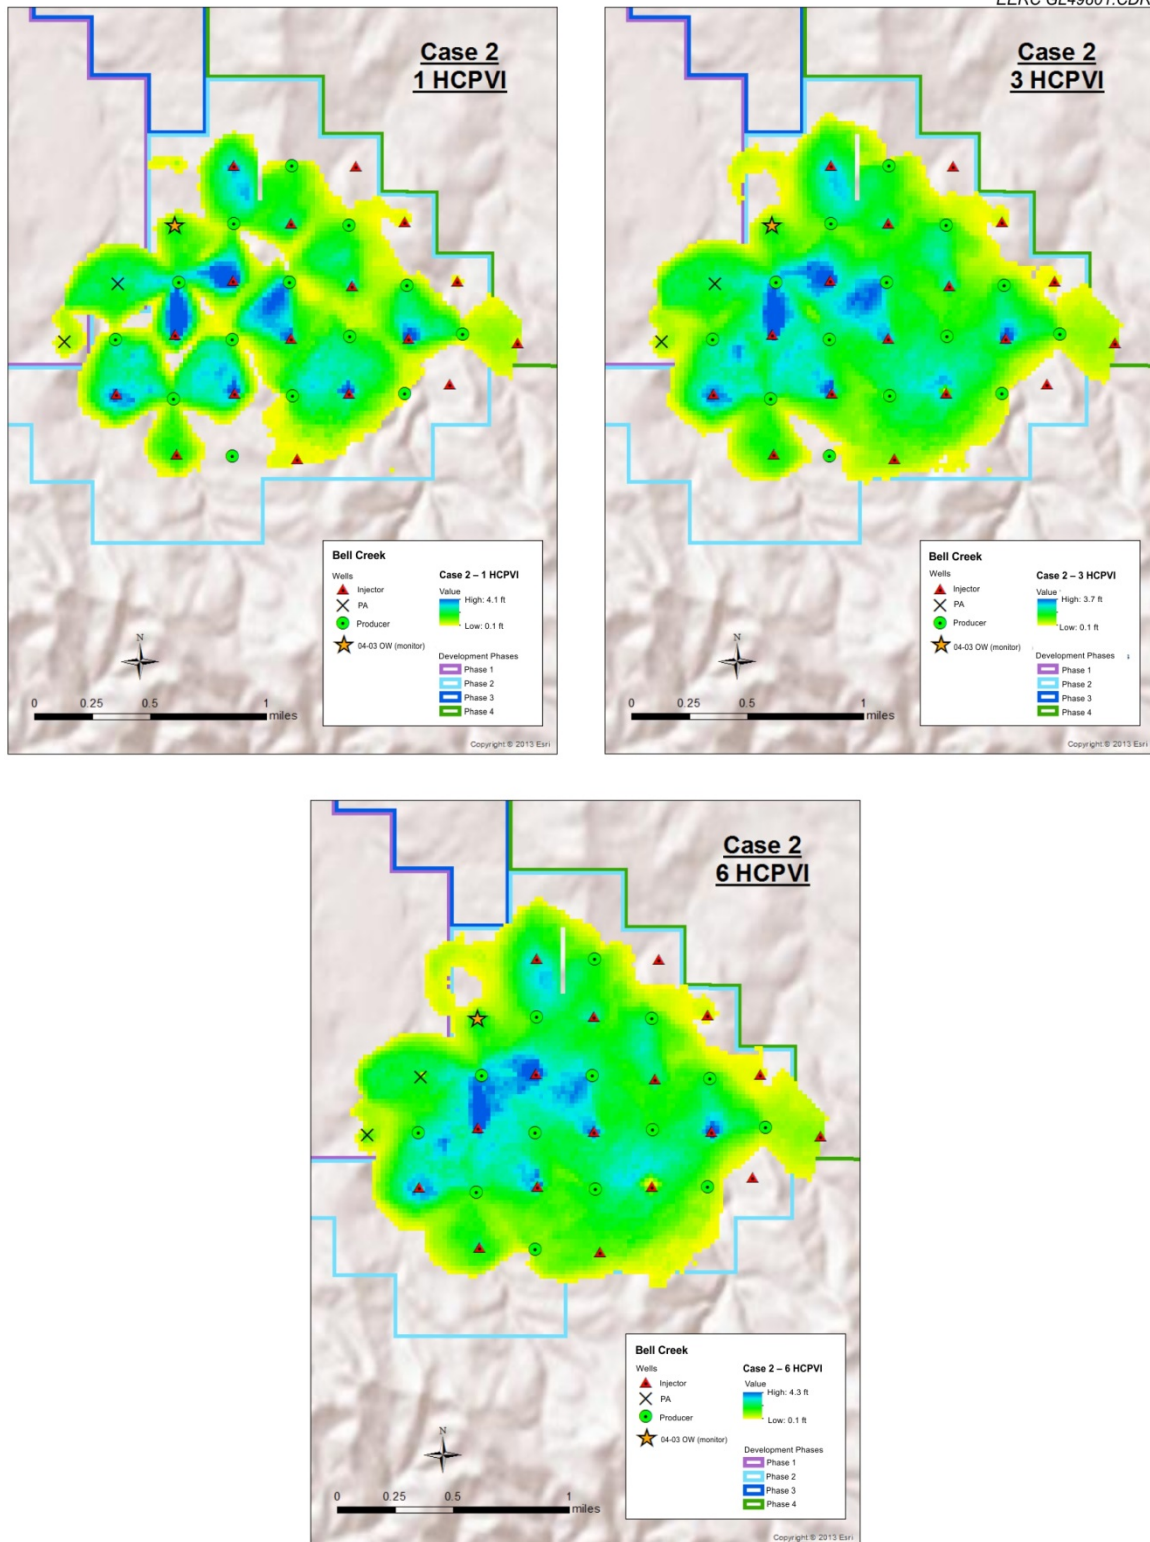 EERC GL49801.CDR
Case 2
1 HCPVI
Bell Creek
Wells
Injector
PA
Producer
04-03 OW (monitor)
Case 2 – 1 HCPVI
Value
High: 4.1 ft
Low: 0.1 ft
Development Phases
Phase 1
Phase 2
Phase 3
Phase 4
N
0 0.25 0.5 1
miles
Copyright © 2013 Esri
Case 2
3 HCPVI
Bell Creek
Wells
Injector
PA
Producer
04-03 OW (monitor)
Case 2 – 3 HCPVI
Value
High: 3.7 ft
Low: 0.1 ft
Development Phases
Phase 1
Phase 2
Phase 3
Phase 4
N
0 0.25 0.5 1
miles
Copyright © 2013 Esri
Case 2
6 HCPVI
Bell Creek
Wells
Injector
PA
Producer
04-03 OW (monitor)
Case 2 – 6 HCPVI
Value
High: 4.3 ft
Low: 0.1 ft
Development Phases
Phase 1
Phase 2
Phase 3
Phase 4
N
0 0.25 0.5 1
miles
Copyright © 2013 Esri